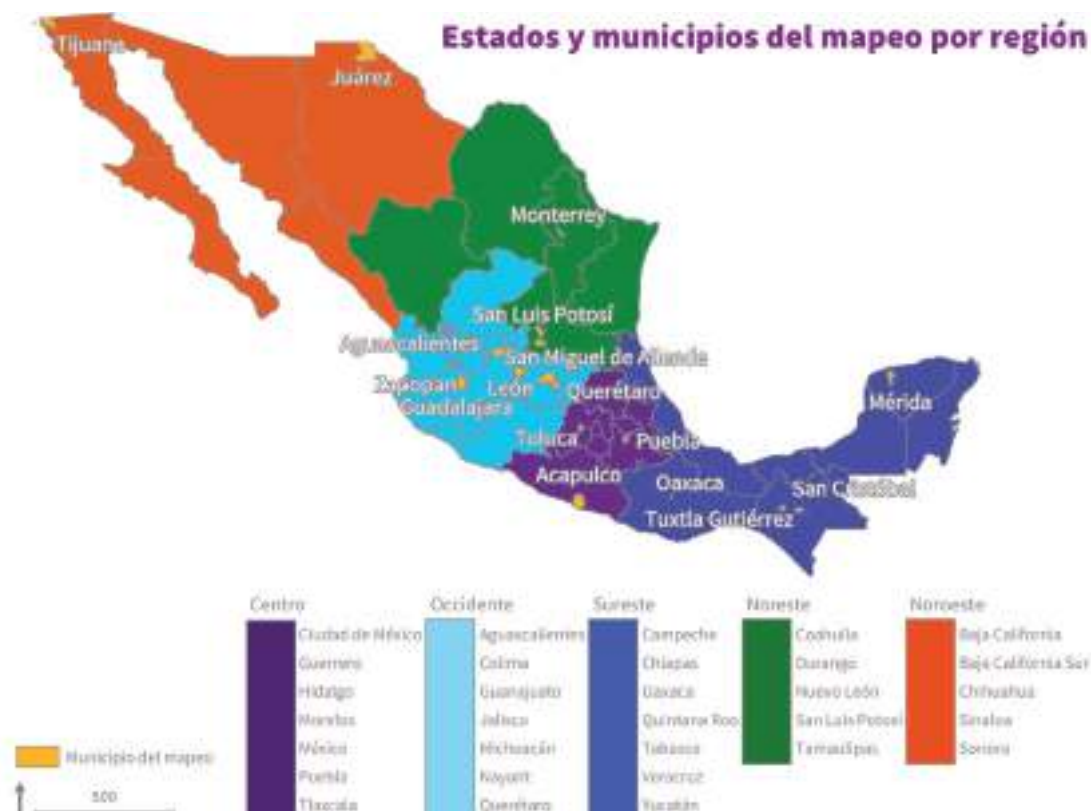 Estados y municipios del mapeo por región
Tijuana
Juárez
Monterrey
San Luis Potosí
Aguascalientes
San Miguel de Allende
Zapopan
León
Querétaro
Guadalajara
Toluca
Puebla
Mérida
Acapulco
Oaxaca
San Cristóbal
Tuxtla Gutiérrez
Centro
Ciudad de México
Guerrero
Hidalgo
Morelos
México
Puebla
Tlaxcala
Occidente
Aguascalientes
Colima
Guanajuato
Jalisco
Michoacán
Nayarit
Querétaro
Sureste
Campeche
Chiapas
Oaxaca
Quintana Roo
Tabasco
Veracruz
Yucatán
Noreste
Coahuila
Durango
Nuevo León
San Luis Potosí
Tamaulipas
Noroeste
Baja California
Baja California Sur
Chihuahua
Sinaloa
Sonora
Municipio del mapeo
500